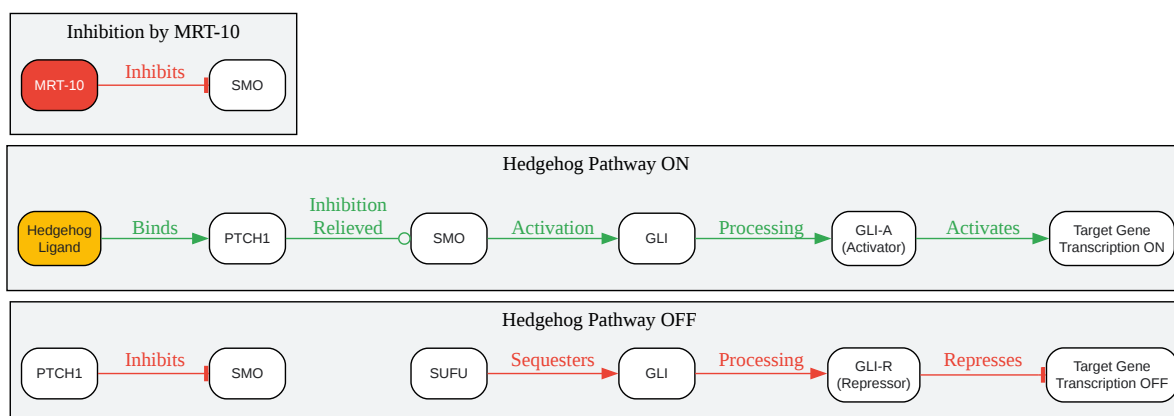 Inhibition by MRT-10
MRT-10
Inhibits
SMO
Hedgehog Pathway ON
Hedgehog
Ligand
Binds
PTCH1
Inhibition
Relieved
SMO
Activation
GLI
Processing
GLI-A
(Activator)
Activates
Target Gene
Transcription ON
Hedgehog Pathway OFF
PTCH1
Inhibits
SMO
SUFU
Sequesters
GLI
Processing
GLI-R
(Repressor)
Represses
Target Gene
Transcription OFF